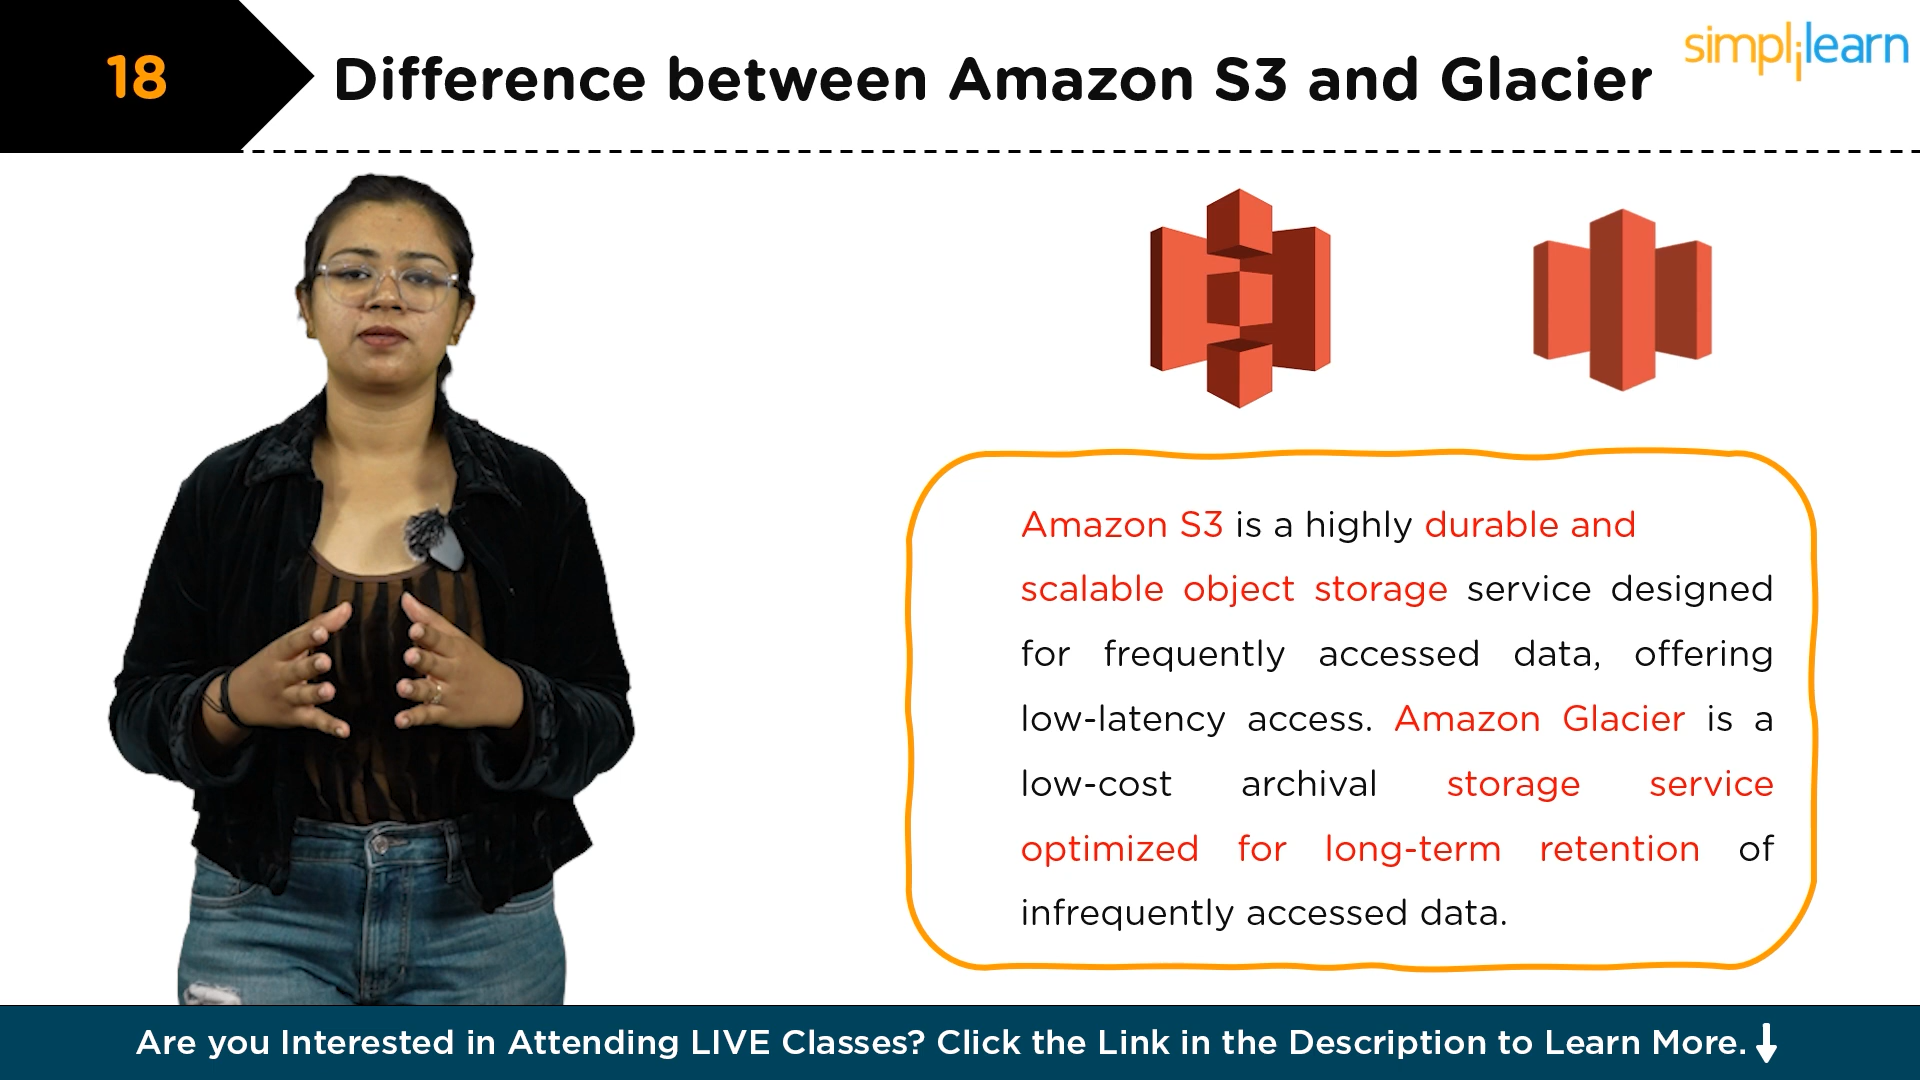 18
Difference between Amazon S3 and Glacier
simplilearn
Amazon S3 is a highly durable and
scalable object storage service designed
for frequently accessed data, offering
low-latency access. Amazon Glacier is a
low-cost archival storage service
optimized for long-term retention of
infrequently accessed data.
Are you Interested in Attending LIVE Classes? Click the Link in the Description to Learn More.